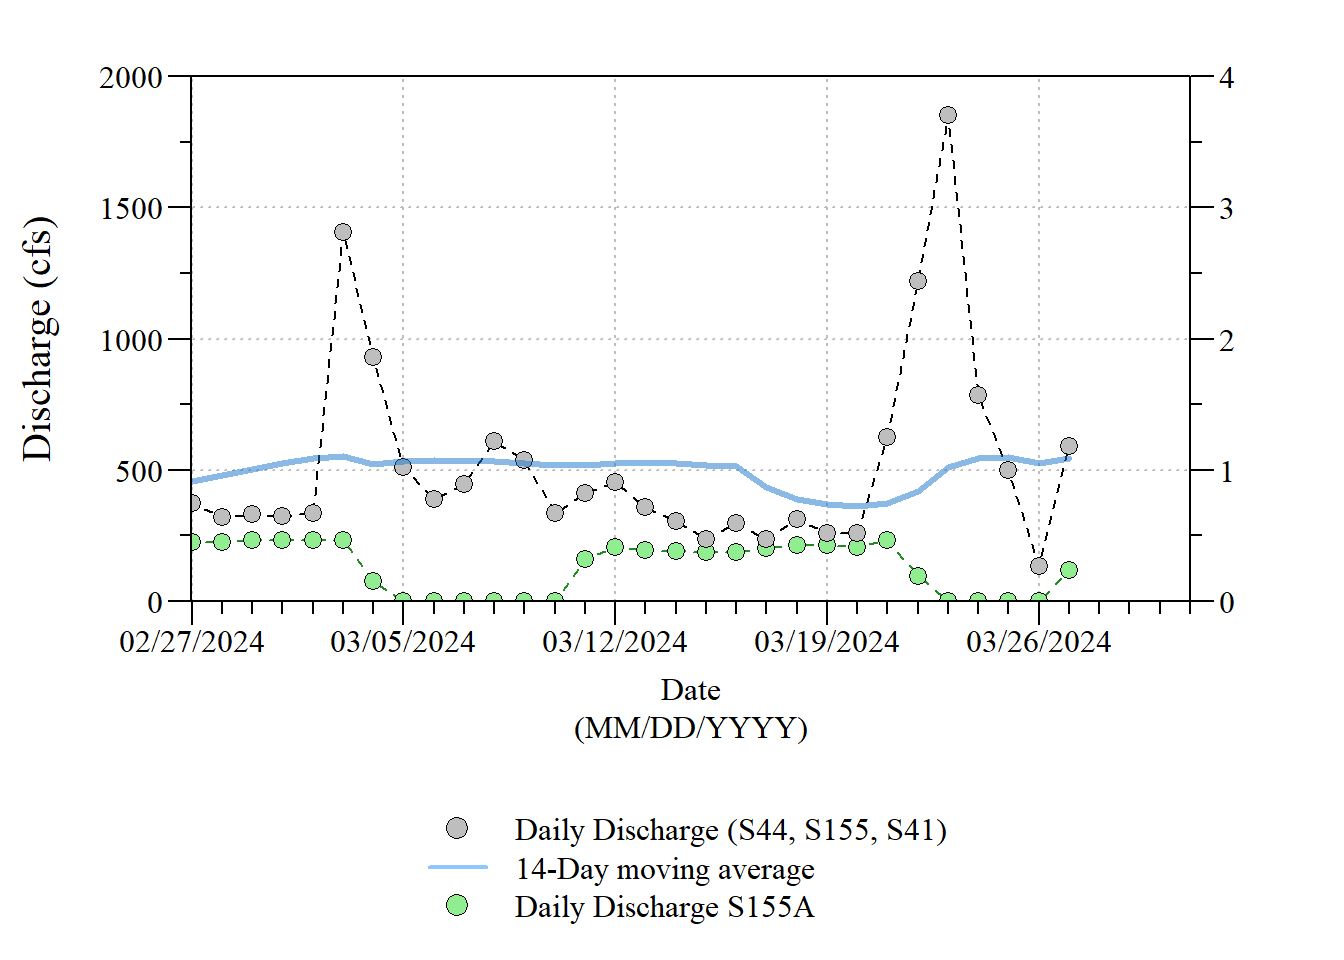 2000
1500
1000
500
0
4
3
2
1
0
Discharge (cfs)
02/27/2024 03/05/2024 03/12/2024 03/19/2024 03/26/2024
Date
(MM/DD/YYYY)
Daily Discharge (S44, S155, S41)
14-Day moving average
Daily Discharge S155A